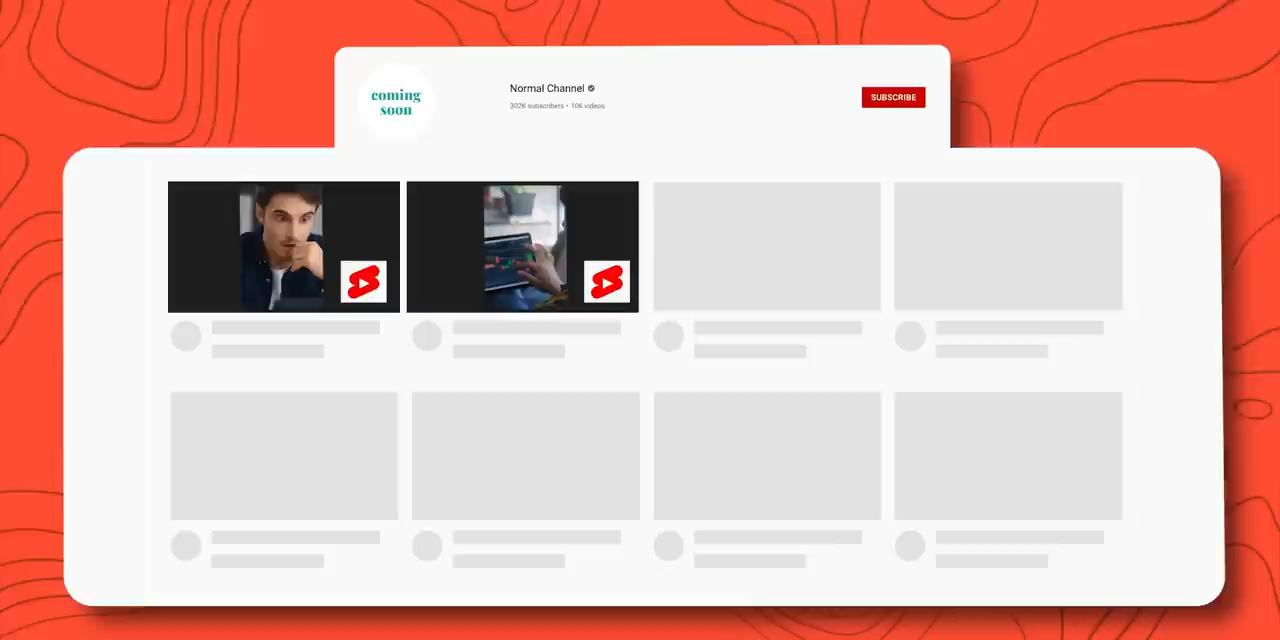 coming
soon
Normal Channel
302K subscribers • 106 videos
SUBSCRIBE